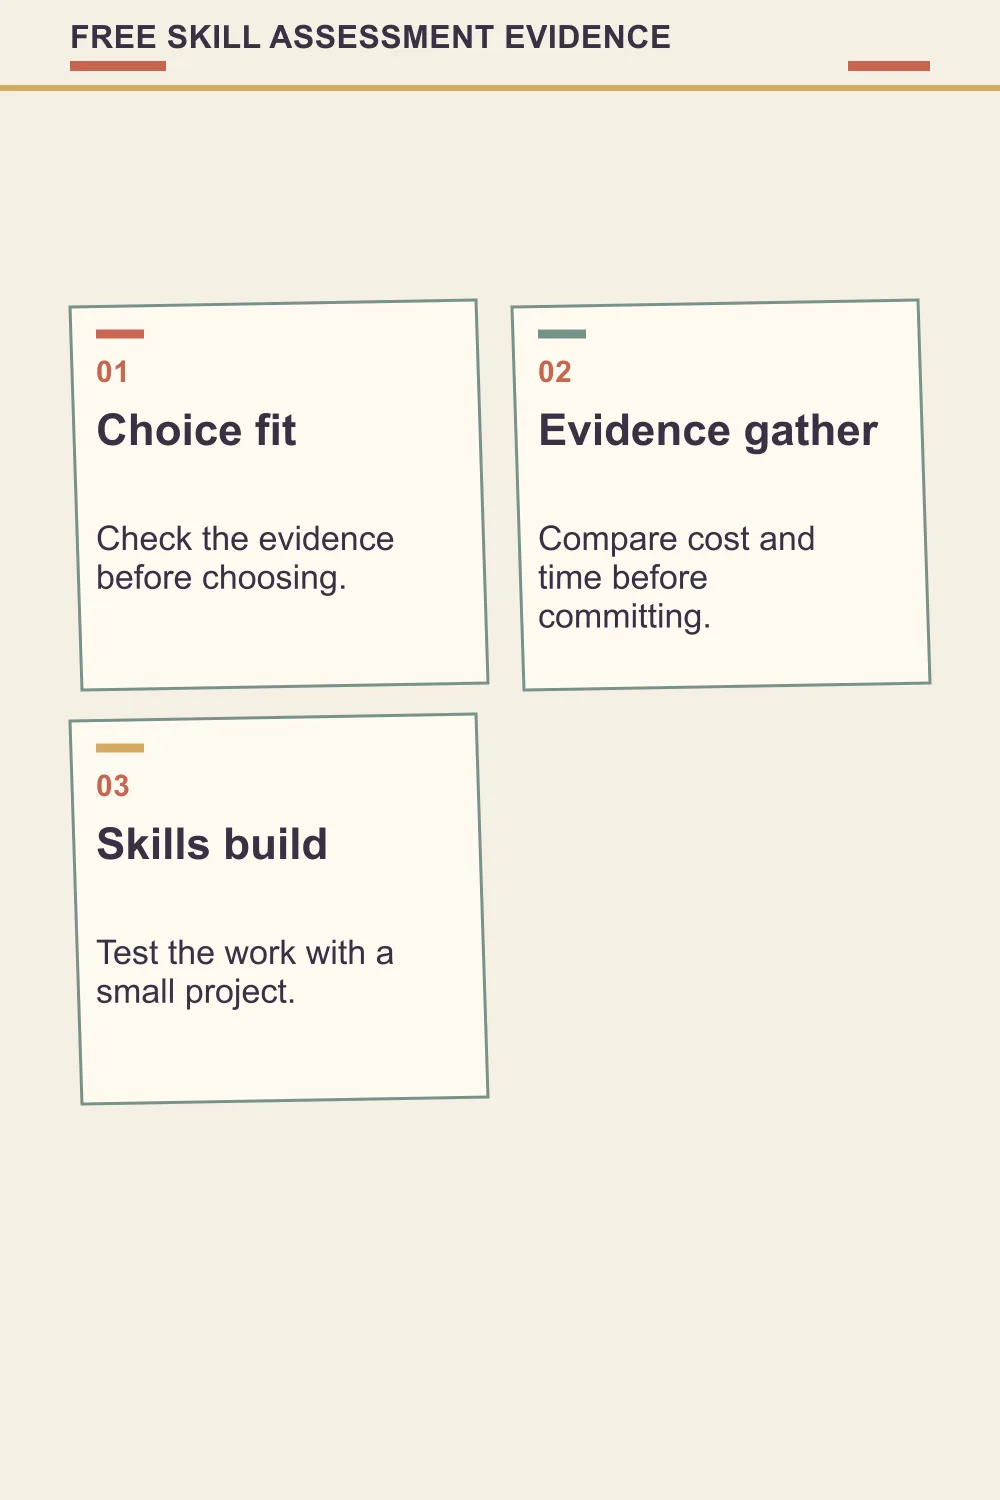 FREE SKILL ASSESSMENT EVIDENCE
01
Choice fit
Check the evidence
before choosing.
02
Evidence gather
Compare cost and
time before
committing.
03
Skills build
Test the work with a
small project.